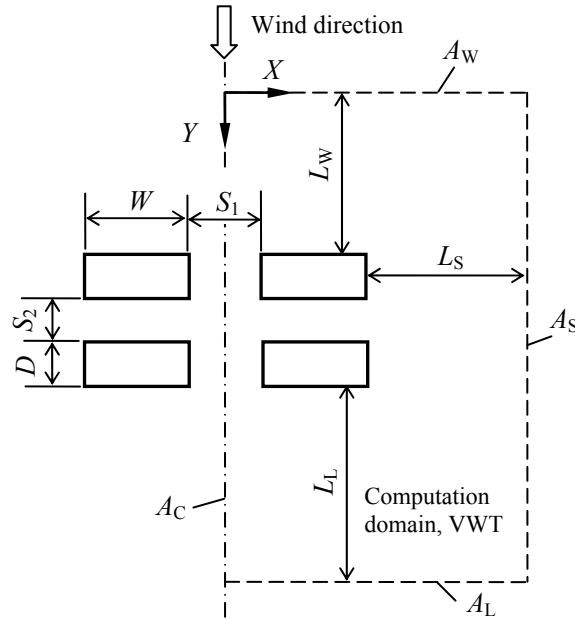 Wind direction
A_W
X
Y
L_W
W
S_1
L_S
S_2
A_S
D
L_L
A_C
Computation
domain, VWT
A_L